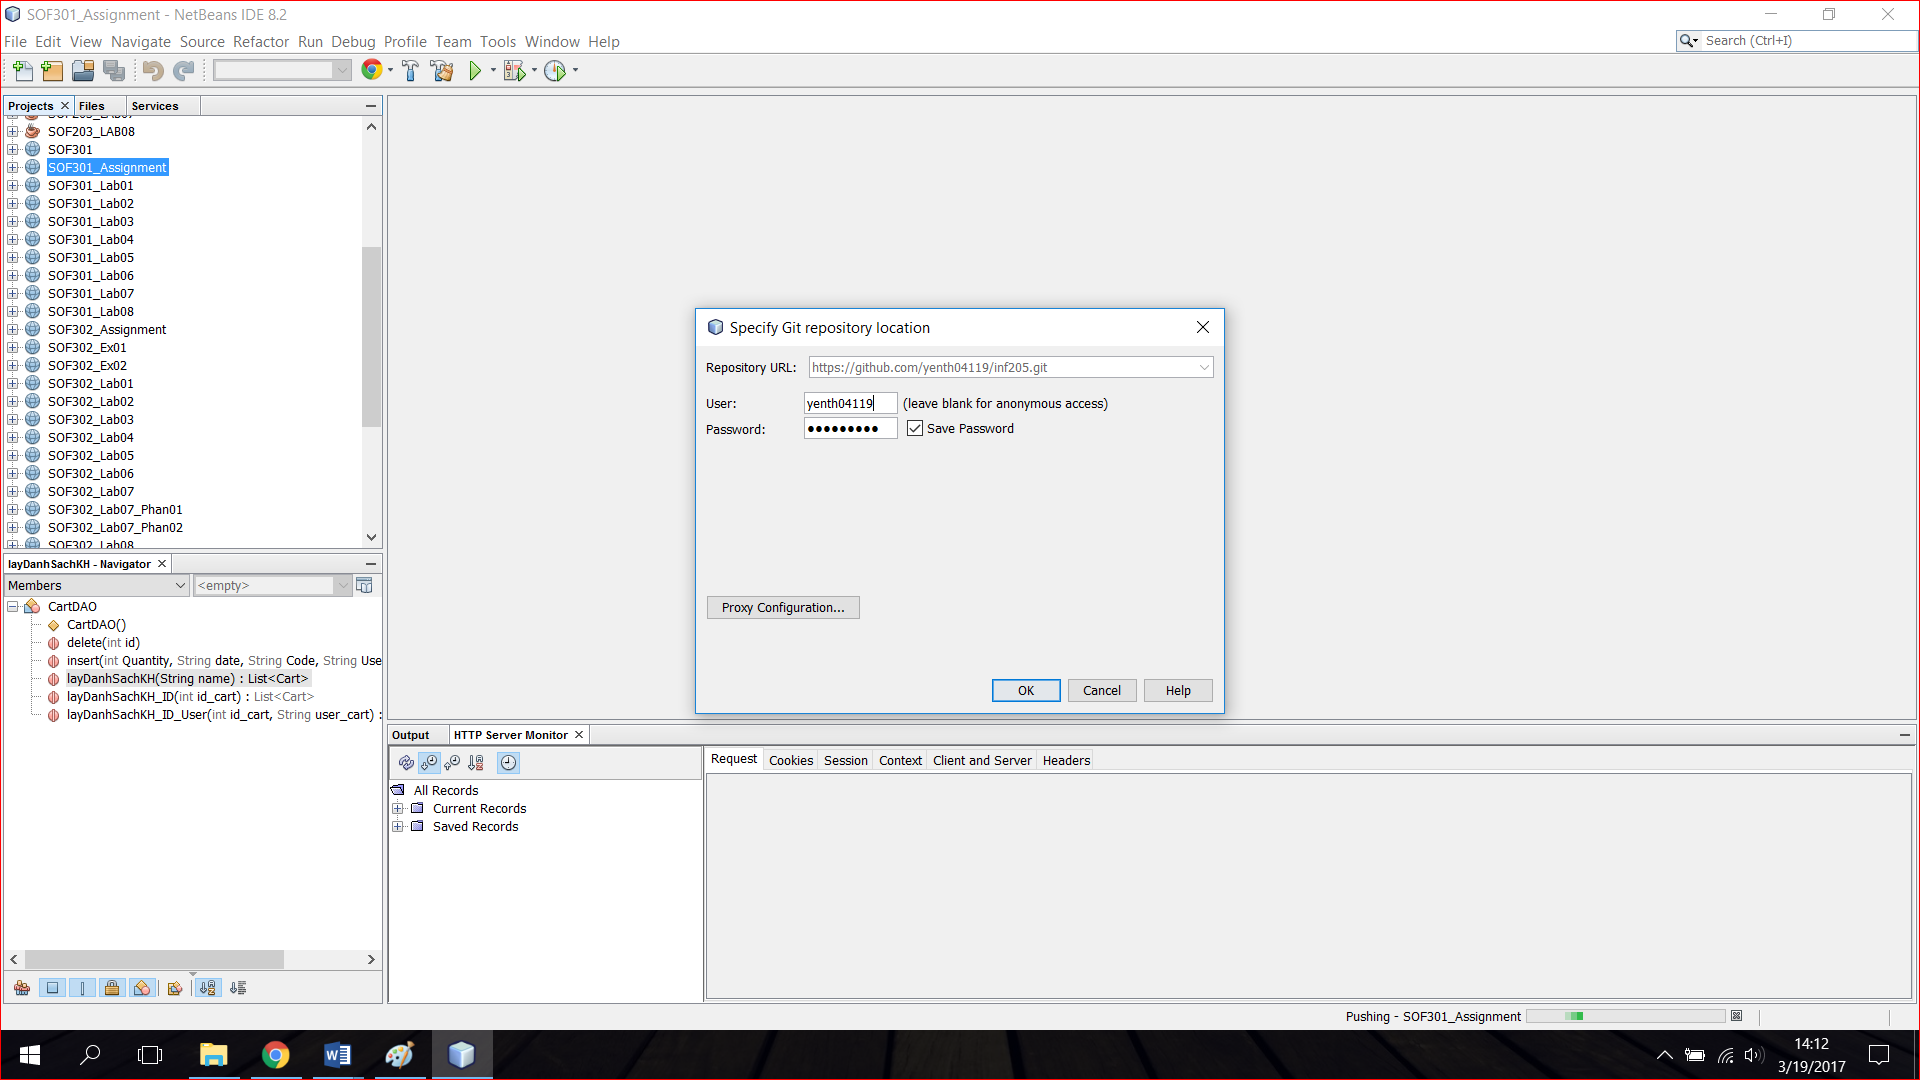 SOF301_Assignment - NetBeans IDE 8.2
File Edit View Navigate Source Refactor Run Debug Profile Team Tools Window Help
Search (Ctrl+I)
Projects Files Services
SOF203_LAB07
SOF203_LAB08
SOF301
SOF301_Assignment
SOF301_Lab01
SOF301_Lab02
SOF301_Lab03
SOF301_Lab04
SOF301_Lab05
SOF301_Lab06
SOF301_Lab07
SOF301_Lab08
SOF302_Assignment
SOF302_Ex01
SOF302_Ex02
SOF302_Lab01
SOF302_Lab02
SOF302_Lab03
SOF302_Lab04
SOF302_Lab05
SOF302_Lab06
SOF302_Lab07
SOF302_Lab07_Phan01
SOF302_Lab07_Phan02
SOF302_Lab08
layDanhSachKH - Navigator
Members <empty>
CartDAO
CartDAO()
delete(int id)
insert(int Quantity, String date, String Code, String Use
layDanhSachKH(String name) : List<Cart>
layDanhSachKH_ID(int id_cart) : List<Cart>
layDanhSachKH_ID_User(int id_cart, String user_cart) :
Specify Git repository location
Repository URL: https://github.com/yenth04119/inf205.git
User: yenth04119 (leave blank for anonymous access)
Password: ●●●●●●●●● Save Password
Proxy Configuration...
OK Cancel Help
Output HTTP Server Monitor
Request Cookies Session Context Client and Server Headers
All Records
Current Records
Saved Records
Pushing - SOF301_Assignment
14:12
3/19/2017